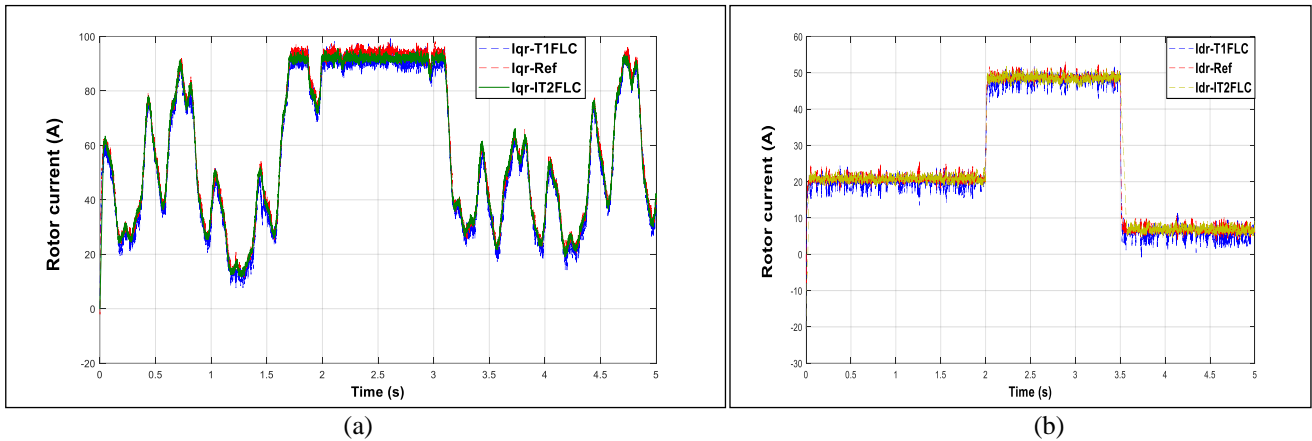 Iqr-T1FLC
Iqr-Ref
Iqr-IT2FLC
100
80
60
40
20
0
-20
Rotor current (A)
0 0.5 1 1.5 2 2.5 3 3.5 4 4.5 5
Time (s)
(a)
Idr-T1FLC
Idr-Ref
Idr-IT2FLC
60
50
40
30
20
10
0
-10
-20
-30
Rotor current (A)
0 0.5 1 1.5 2 2.5 3 3.5 4 4.5 5
Time (s)
(b)